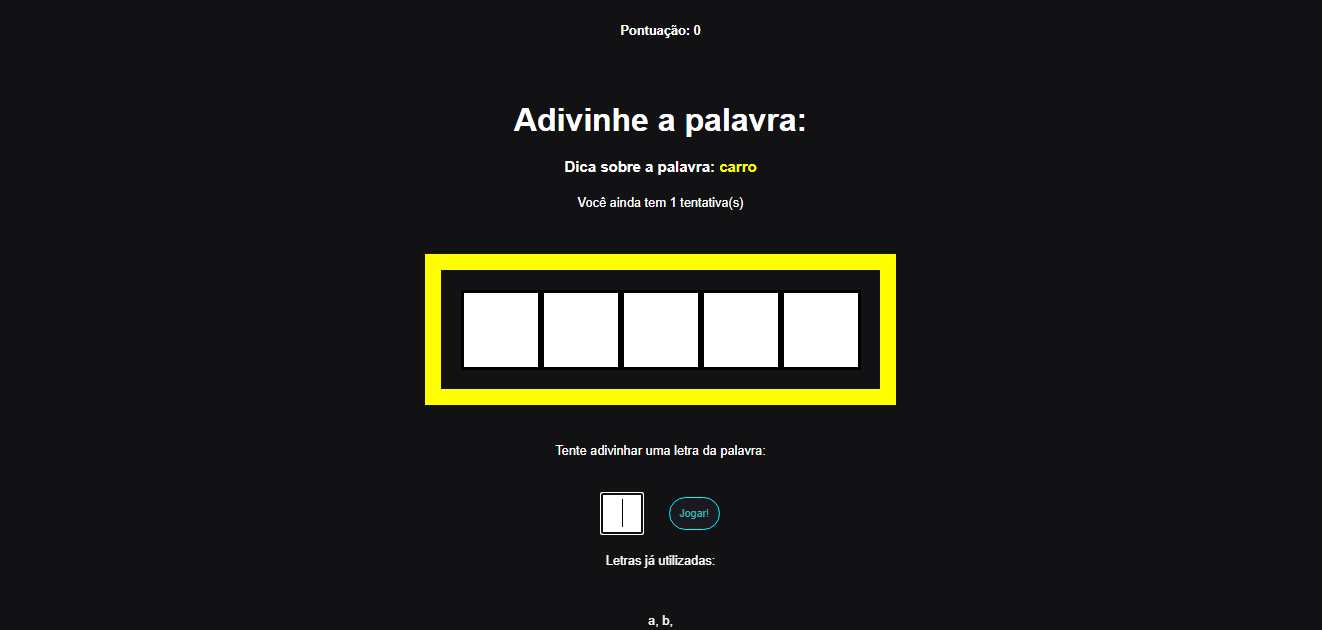 Pontuação: 0
Adivinhe a palavra:
Dica sobre a palavra: carro
Você ainda tem 1 tentativa(s)
Tente adivinhar uma letra da palavra:
Jogar!
Letras já utilizadas:
a, b,